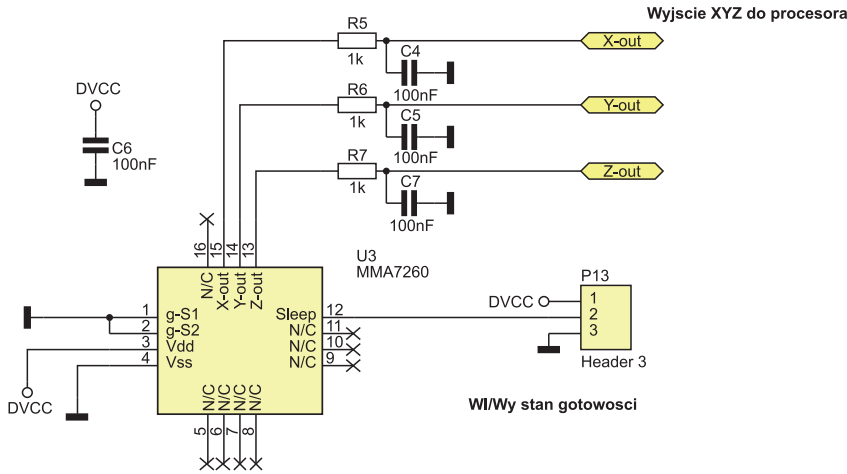 Wyjscie XYZ do procesora
R5
1k
C4
100nF
X-out
DVCC
C6
100nF
R6
1k
C5
100nF
Y-out
R7
1k
C7
100nF
Z-out
U3
MMA7260
16 15 14 13
N/C X-out Y-out Z-out
1 g-S1
2 g-S2
3 Vdd
4 Vss
Sleep 12
N/C 11
N/C 10
N/C 9
N/C N/C N/C N/C
5 6 7 8
DVCC
P13
DVCC 1
2
3
Header 3
Wl/Wy stan gotowosci